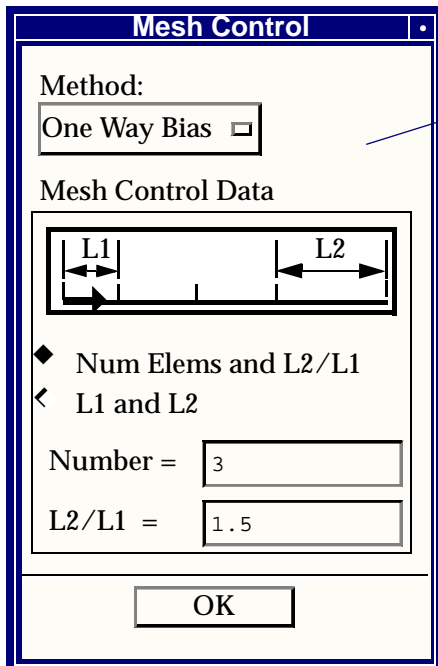 Mesh Control
Method:
One Way Bias
Mesh Control Data
L1 L2
Num Elems and L2/L1
L1 and L2
Number = 3
L2/L1 = 1.5
OK